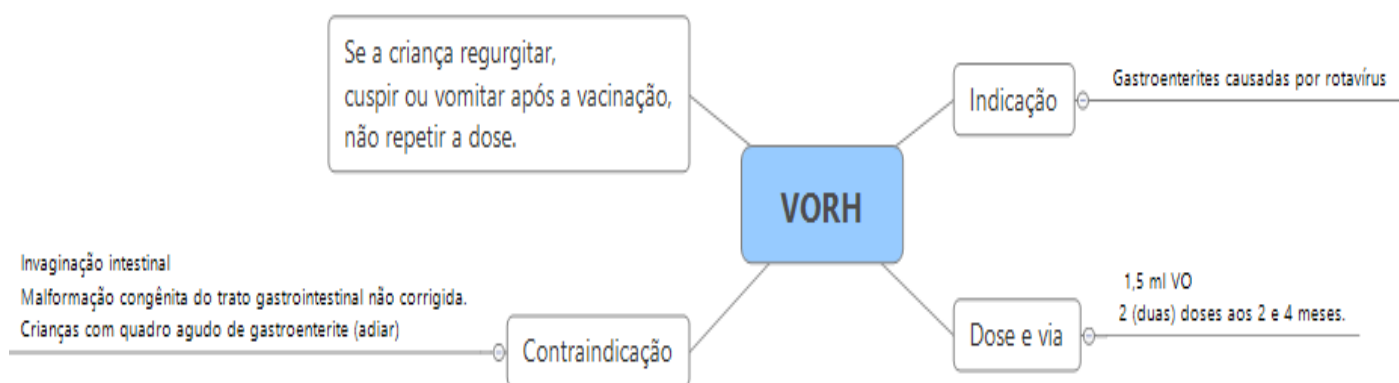 Se a criança regurgitar,
cuspir ou vomitar após a vacinação,
não repetir a dose.
Indicação
Gastroenterites causadas por rotavírus
VORH
Invaginação intestinal
Malformação congênita do trato gastrointestinal não corrigida.
Crianças com quadro agudo de gastroenterite (adiar)
Contraindicação
Dose e via
1,5 ml VO
2 (duas) doses aos 2 e 4 meses.